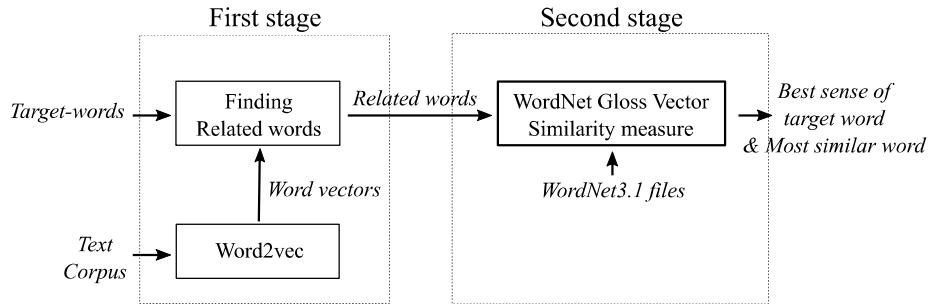 First stage
Second stage
Target-words
Finding
Related words
Related words
WordNet Gloss Vector
Similarity measure
Best sense of
target word
& Most similar word
Word vectors
WordNet3.1 files
Text
Corpus
Word2vec